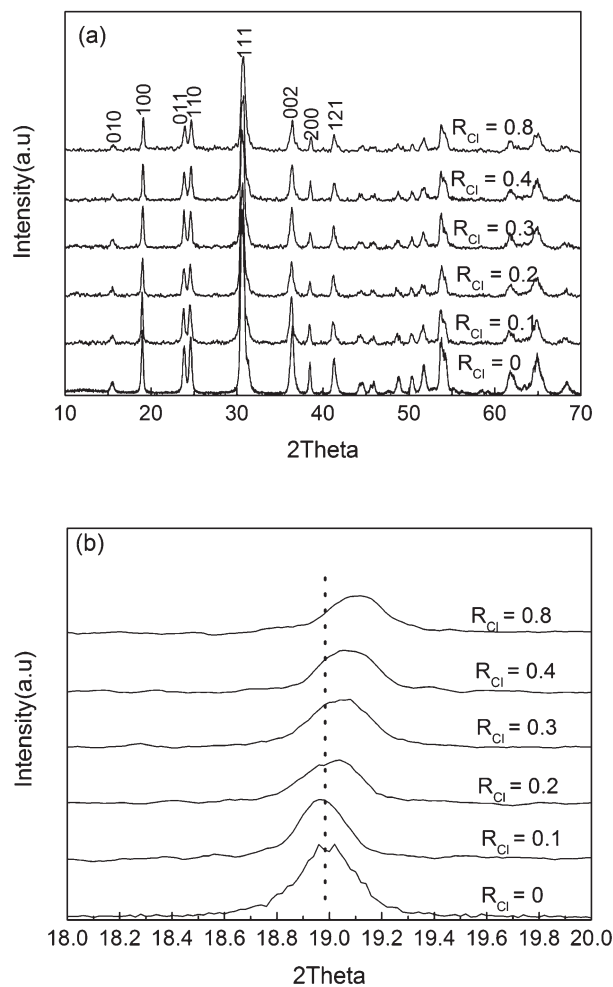 (a)
Intensity(a.u)
010
100
011
110
111
002
200
121
R_Cl = 0.8
R_Cl = 0.4
R_Cl = 0.3
R_Cl = 0.2
R_Cl = 0.1
R_Cl = 0
10 20 30 40 50 60 70
2Theta
(b)
Intensity(a.u)
R_Cl = 0.8
R_Cl = 0.4
R_Cl = 0.3
R_Cl = 0.2
R_Cl = 0.1
R_Cl = 0
18.0 18.2 18.4 18.6 18.8 19.0 19.2 19.4 19.6 19.8 20.0
2Theta